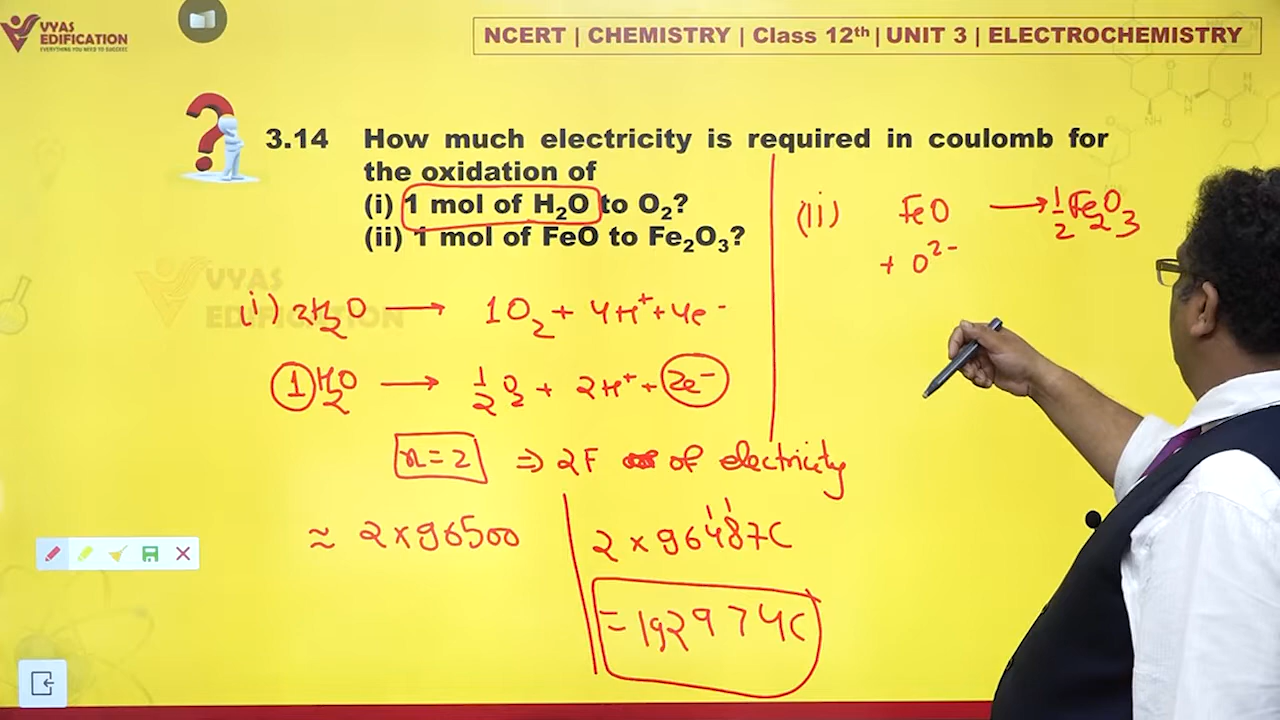 VYAS
EDIFICATION
EVERYTHING YOU NEED TO SUCCEED
NCERT | CHEMISTRY | Class 12th | UNIT 3 | ELECTROCHEMISTRY
3.14 How much electricity is required in coulomb for
the oxidation of
(i) 1 mol of H₂O to O₂?
(ii) 1 mol of FeO to Fe₂O₃?
(i) 2H₂O → 1O₂ + 4H⁺ + 4e⁻
1H₂O → 1/2 O₂ + 2H⁺ + 2e⁻
n = 2 ⇒ 2F of electricity
≈ 2 × 96500
2 × 96487C
= 192974C
(ii) FeO → 1/2 Fe₂O₃
+ O²⁻
VYAS
EDIFICATION